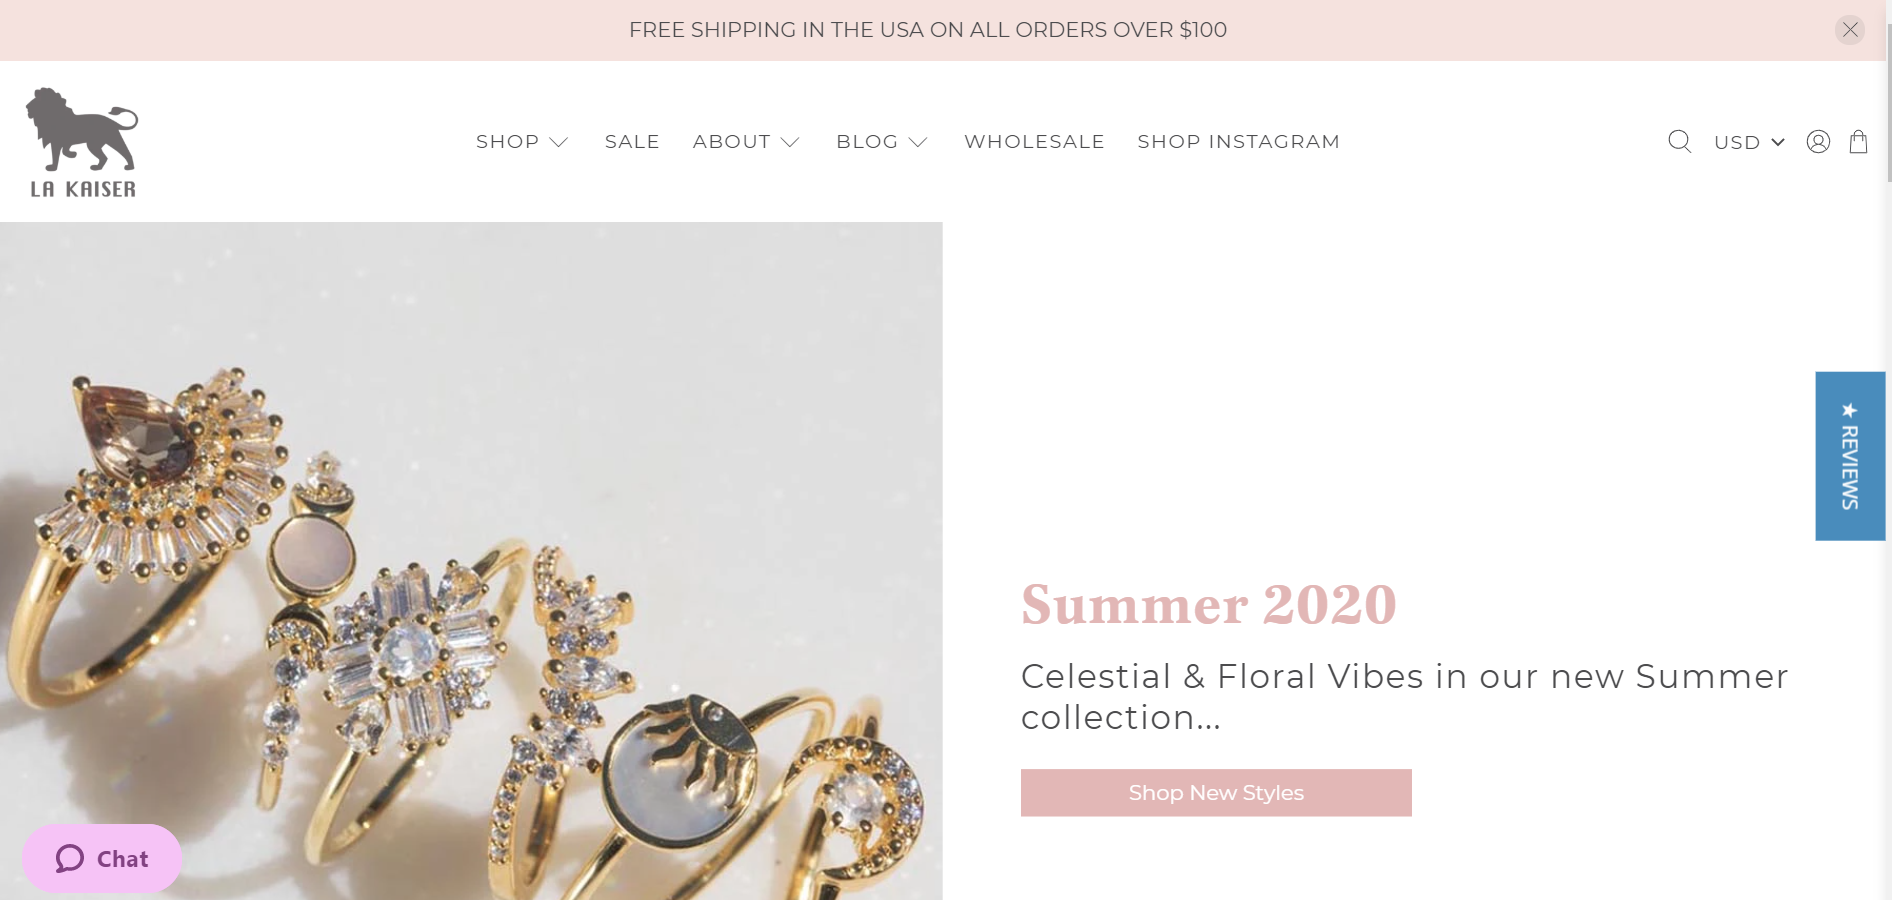 FREE SHIPPING IN THE USA ON ALL ORDERS OVER $100
LA KAISER
SHOP
SALE
ABOUT
BLOG
WHOLESALE
SHOP INSTAGRAM
USD
★ REVIEWS
Summer 2020
Celestial & Floral Vibes in our new Summer
collection...
Shop New Styles
Chat